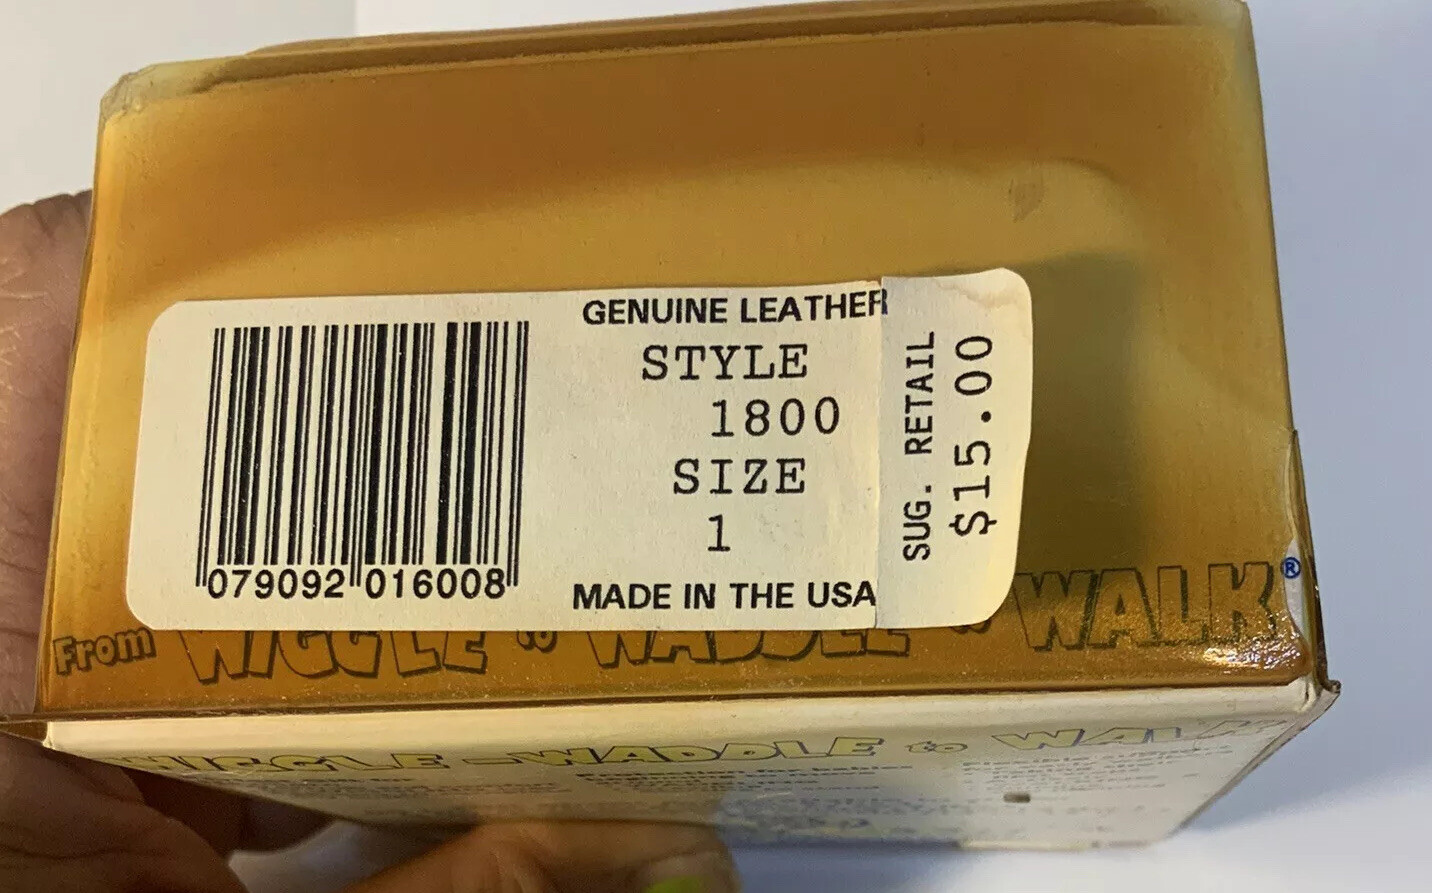 GENUINE LEATHER
STYLE
1800
SIZE
1
MADE IN THE USA
SUG. RETAIL
$15.00
079092 016008
From WIGGLE to WADDLE to WALK®
WIGGLE to WADDLE to WALK